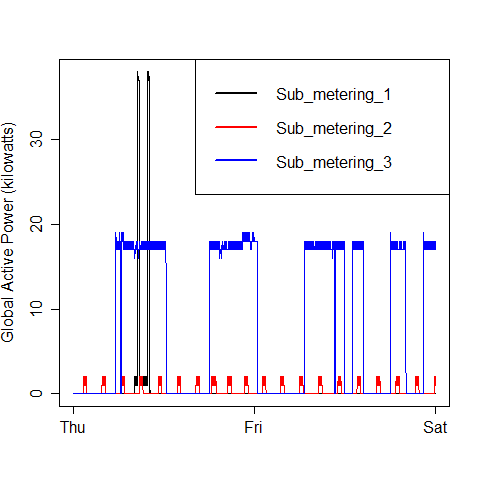 Sub_metering_1
Sub_metering_2
Sub_metering_3
Global Active Power (kilowatts)
30
20
10
0
Thu Fri Sat